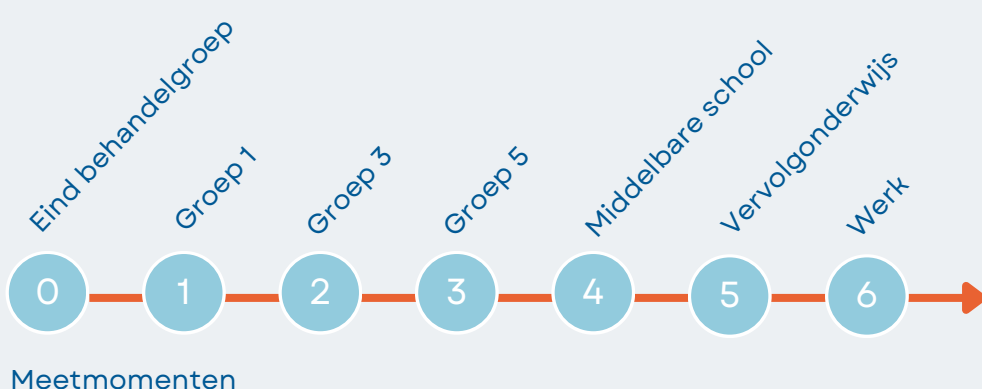 Eind behandelgroep
Groep 1
Groep 3
Groep 5
Middelbare school
Vervolgonderwijs
Werk
0
1
2
3
4
5
6
Meetmomenten